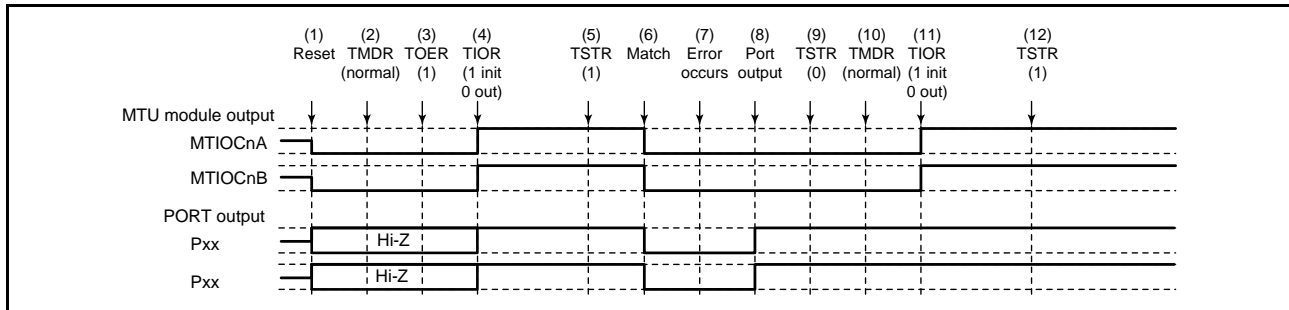 (1) (2) (3) (4) (5) (6) (7) (8) (9) (10) (11) (12)
Reset TMDR TOER TIOR TSTR Match Error Port TSTR TMDR TIOR TSTR
(normal) (1) (1 init (1) occurs output (0) (normal) (1 init (1)
0 out) 0 out)
MTU module output
MTIOCnA
MTIOCnB
PORT output
Pxx Hi-Z
Pxx Hi-Z